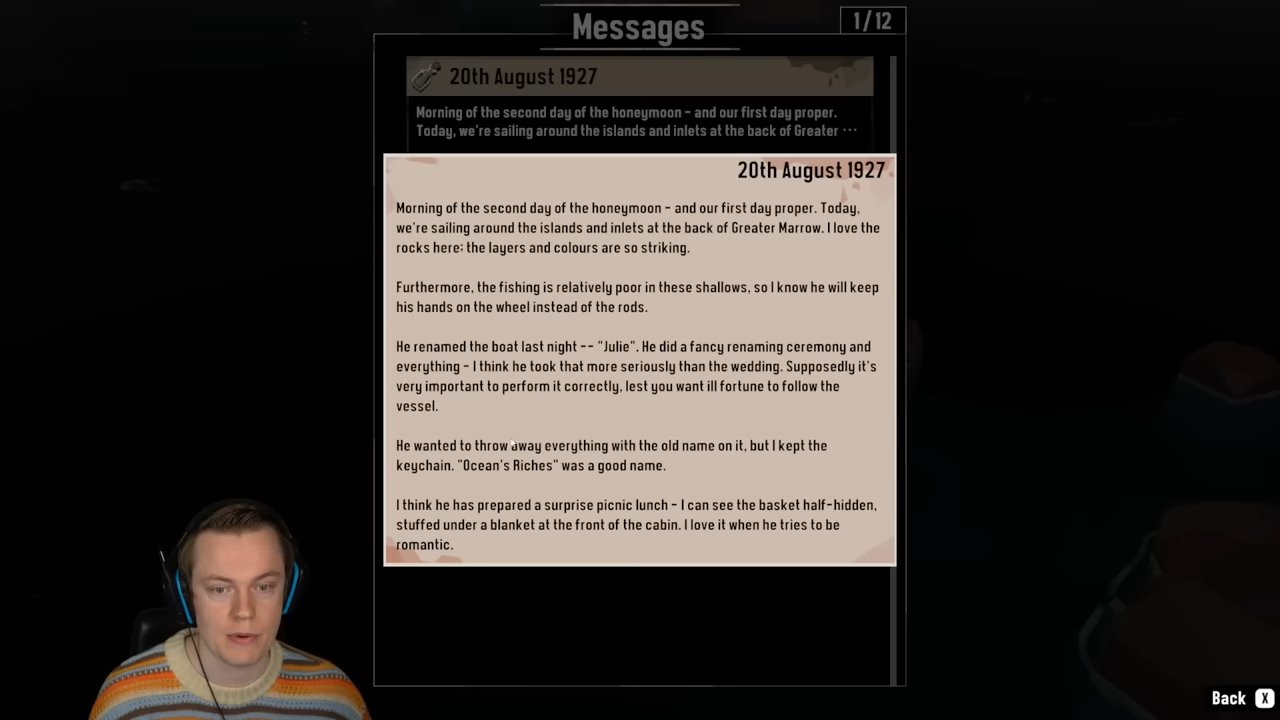 Messages
1/12
20th August 1927
Morning of the second day of the honeymoon - and our first day proper.
Today, we're sailing around the islands and inlets at the back of Greater ...
20th August 1927
Morning of the second day of the honeymoon - and our first day proper. Today,
we're sailing around the islands and inlets at the back of Greater Marrow. I love the
rocks here: the layers and colours are so striking.
Furthermore, the fishing is relatively poor in these shallows, so I know he will keep
his hands on the wheel instead of the rods.
He renamed the boat last night -- "Julie". He did a fancy renaming ceremony and
everything - I think he took that more seriously than the wedding. Supposedly it's
very important to perform it correctly, lest you want ill fortune to follow the
vessel.
He wanted to throw away everything with the old name on it, but I kept the
keychain. "Ocean's Riches" was a good name.
I think he has prepared a surprise picnic lunch - I can see the basket half-hidden,
stuffed under a blanket at the front of the cabin. I love it when he tries to be
romantic.
Back X